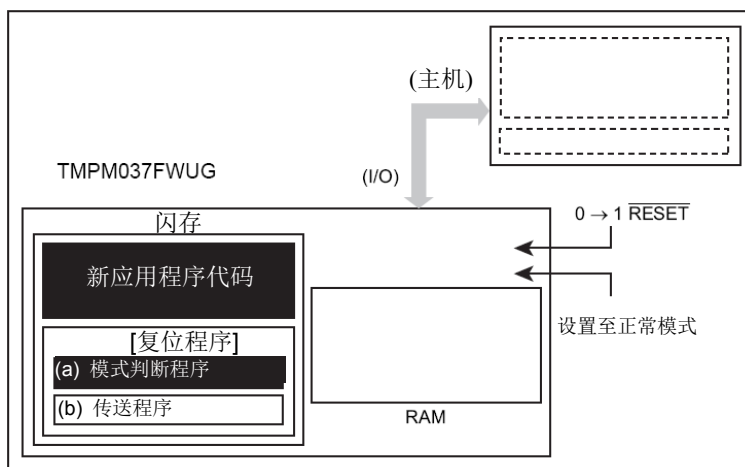 (主机)
TMPM037FWUG
(I/O)
闪存
0 → 1 RESET
新应用程序代码
设置至正常模式
[复位程序]
(a) 模式判断程序
(b) 传送程序
RAM